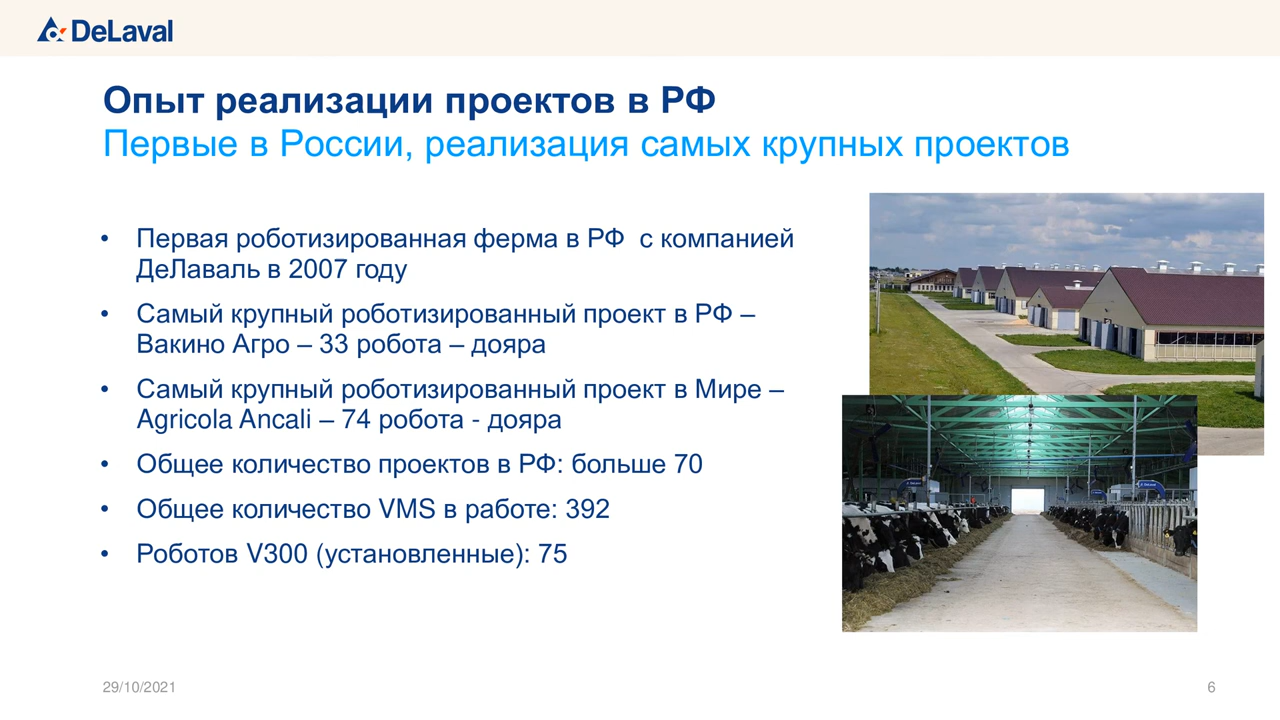 DeLaval
Опыт реализации проектов в РФ
Первые в России, реализация самых крупных проектов
• Первая роботизированная ферма в РФ с компанией
ДеЛаваль в 2007 году
• Самый крупный роботизированный проект в РФ –
Вакино Агро – 33 робота – дояра
• Самый крупный роботизированный проект в Мире –
Agricola Ancali – 74 робота - дояра
• Общее количество проектов в РФ: больше 70
• Общее количество VMS в работе: 392
• Роботов V300 (установленные): 75
29/10/2021
6